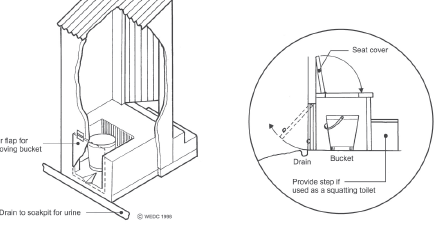 r flap for
oving bucket
Drain to soakpit for urine
© WEDC 1998
Seat cover
Drain
Bucket
Provide step if
used as a squatting toilet